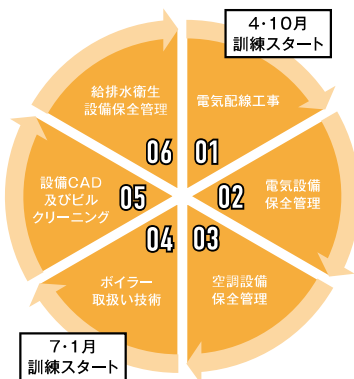 4・10月
訓練スタート
電気配線工事
01
電気設備
保全管理
02
空調設備
保全管理
03
ボイラー
取扱い技術
04
設備CAD
及びビル
クリーニング
05
給排水衛生
設備保全管理
06
7・1月
訓練スタート